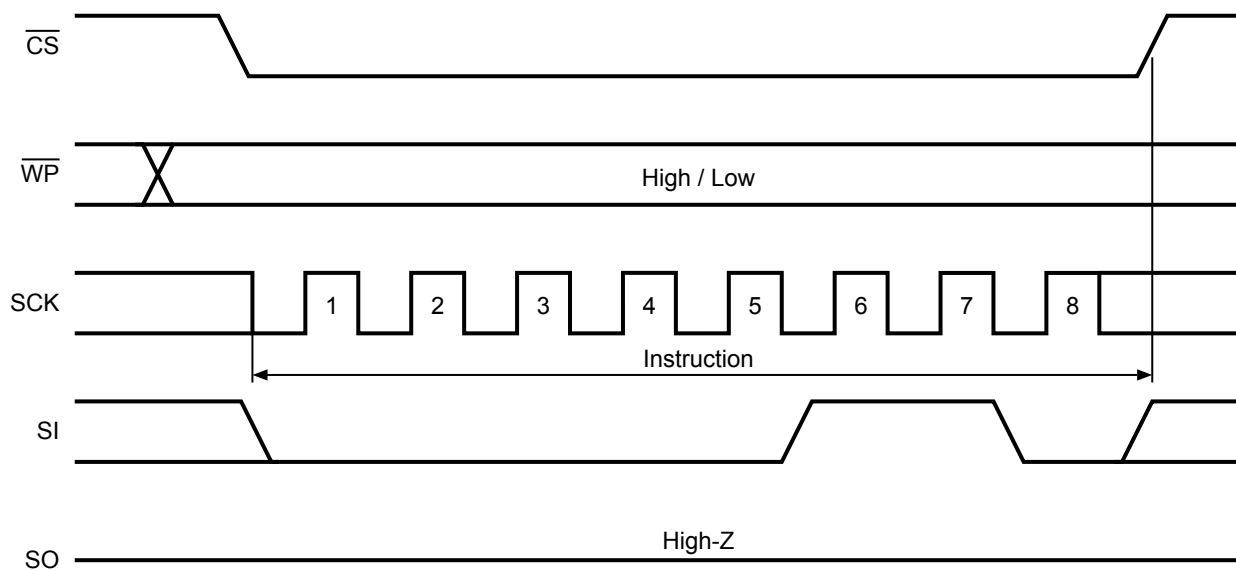 CS
WP
High / Low
SCK
1 2 3 4 5 6 7 8
Instruction
SI
High-Z
SO